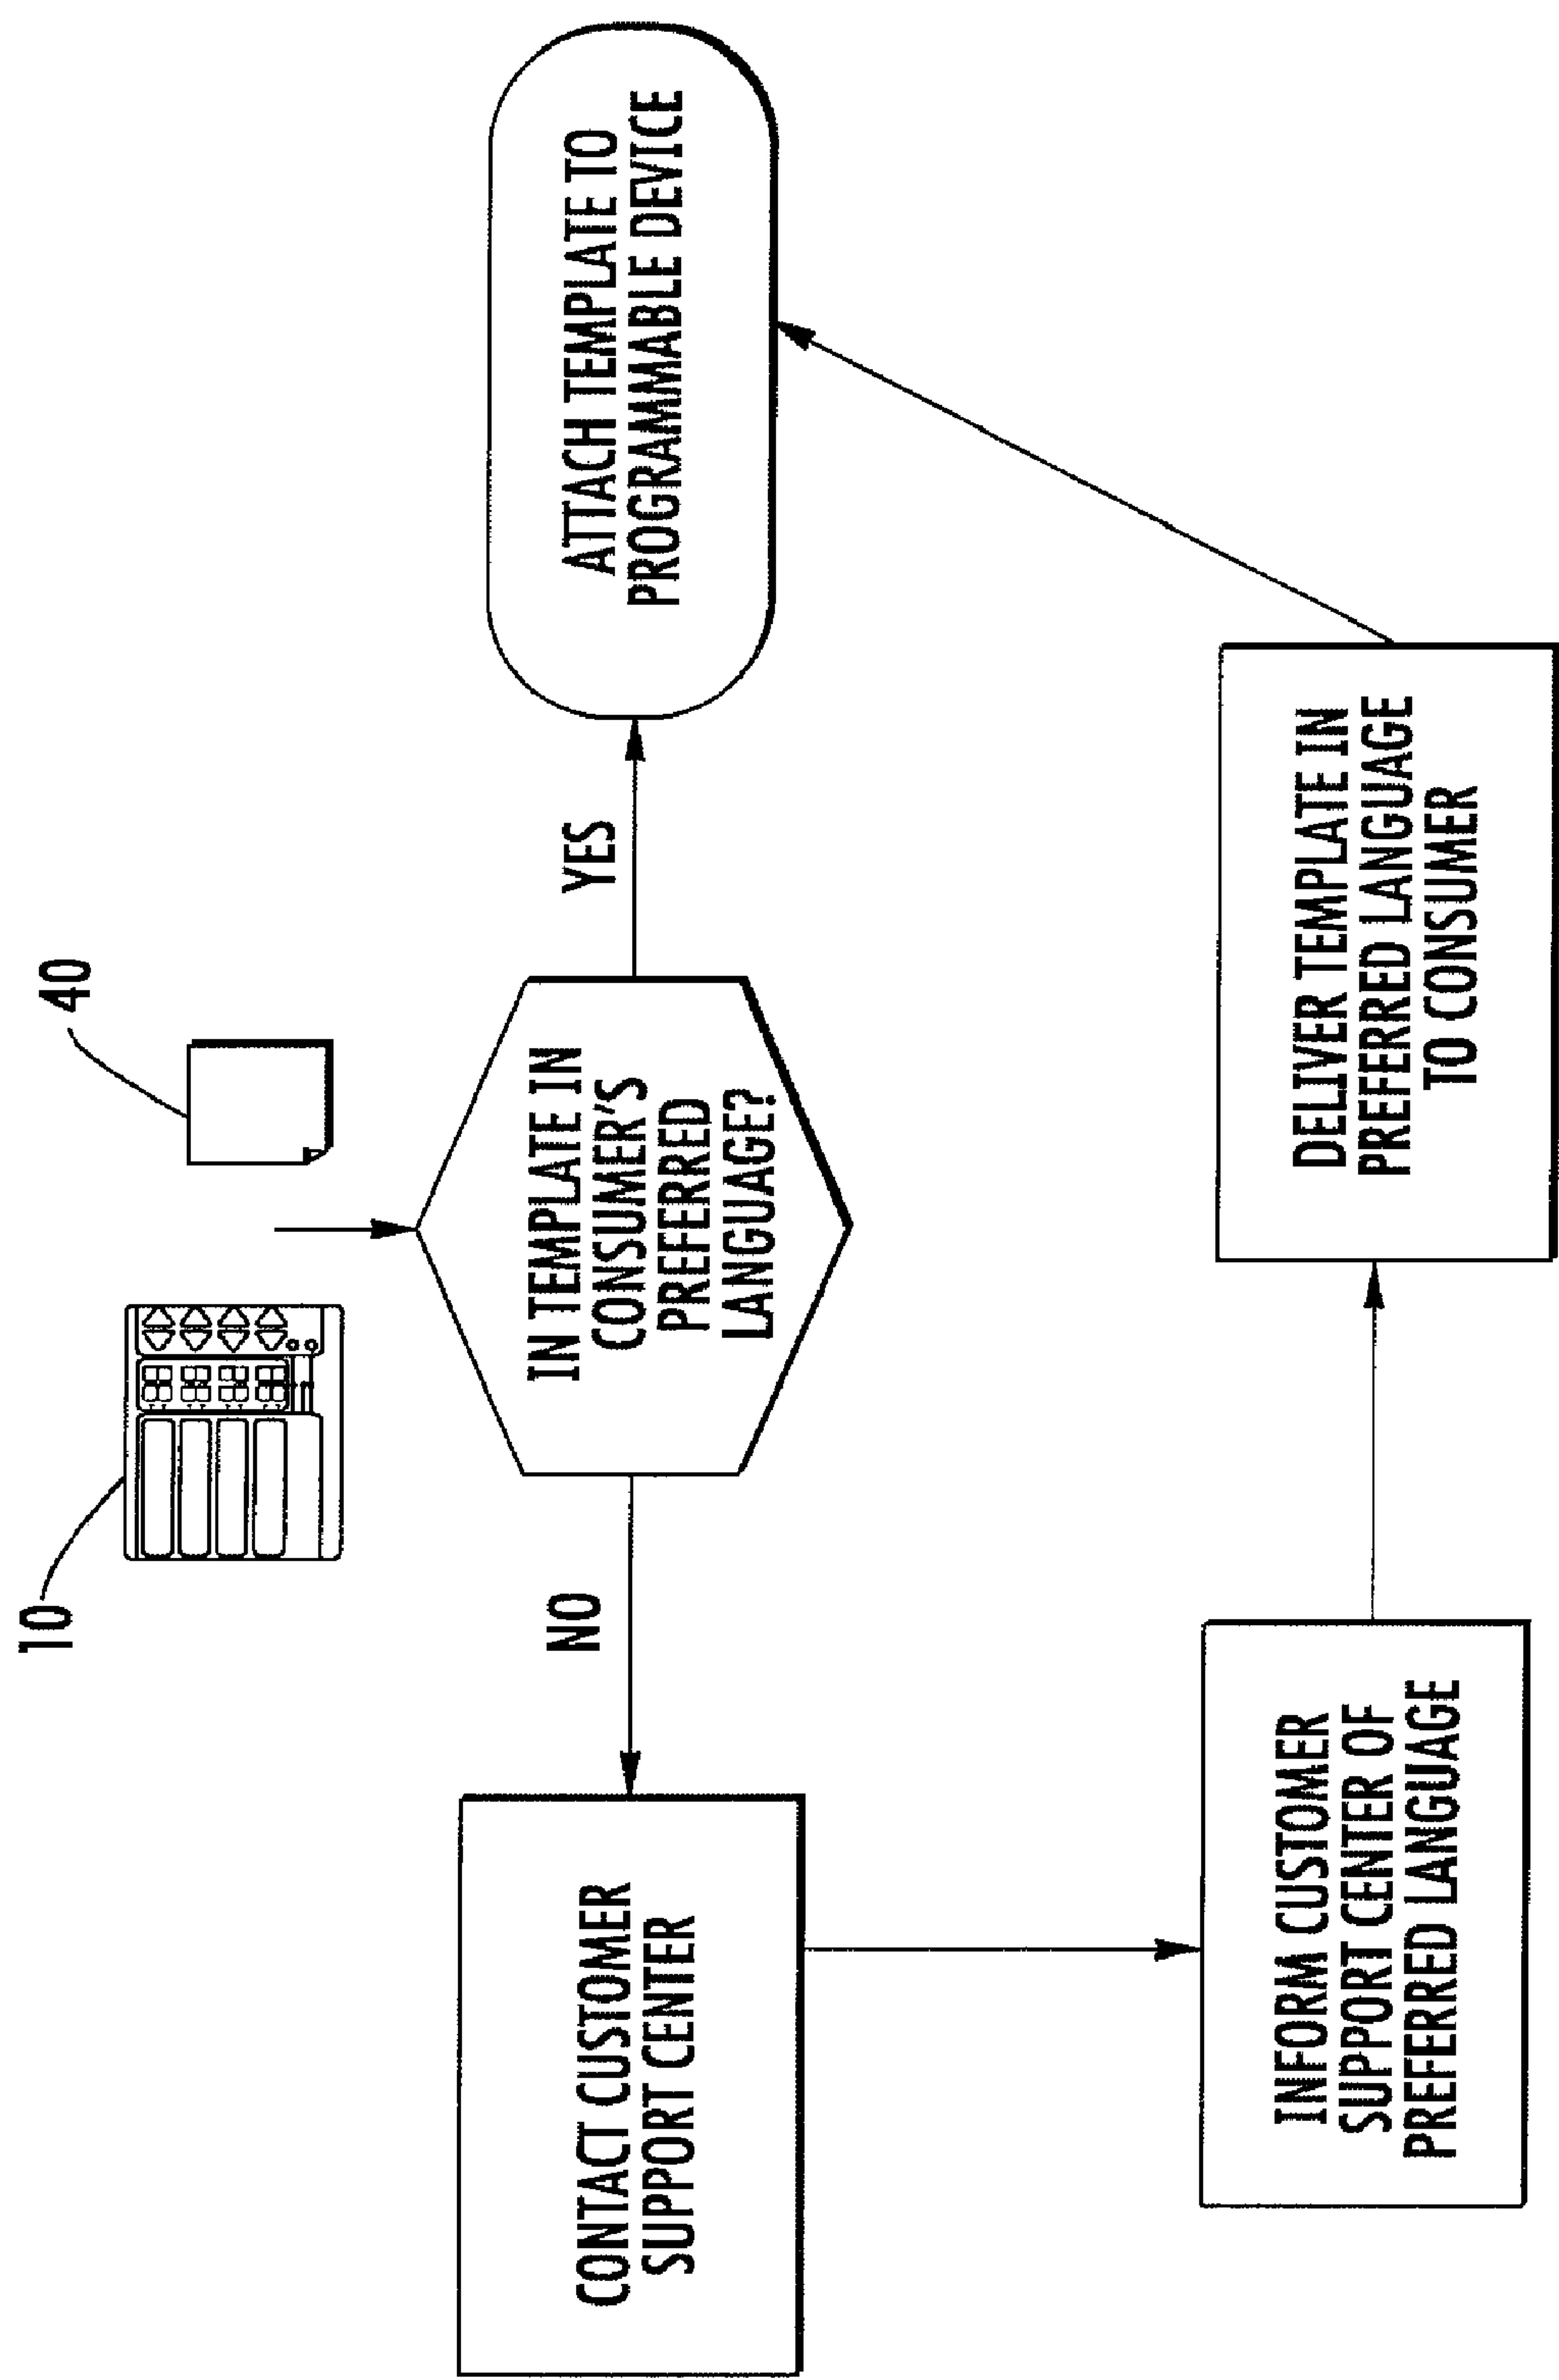 10
40
IN TEMPLATE IN
CONSUMER'S
PREFERRED
LANGUAGE?
NO
YES
CONTACT CUSTOMER
SUPPORT CENTER
ATTACH TEMPLATE TO
PROGRAMMABLE DEVICE
INFORM CUSTOMER
SUPPORT CENTER OF
PREFERRED LANGUAGE
DELIVER TEMPLATE IN
PREFERRED LANGUAGE
TO CONSUMER